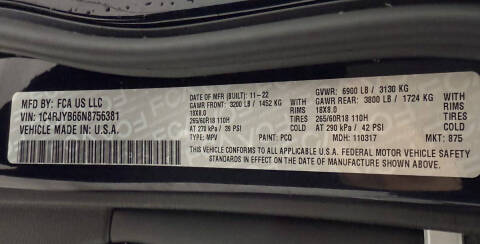 MFD BY: FCA US LLC
VIN: 1C4RJYB66N8756381
VEHICLE MADE IN: U.S.A.
DATE OF MFR (BUILT): 11-22
GAWR FRONT: 3200 LB / 1452 KG
18X8.0
265/60R18 110H
AT 270 kPa / 39 PSI
TYPE: MPV
PAINT: PCQ
WITH
RIMS
TIRES
COLD
GVWR: 6900 LB / 3130 KG
GAWR REAR: 3800 LB / 1724 KG
18X8.0
265/60R18 110H
AT 290 kPa / 42 PSI
MDH: 110317
WITH
RIMS
TIRES
COLD
MKT: 875
THIS VEHICLE CONFORMS TO ALL APPLICABLE U.S.A. FEDERAL MOTOR VEHICLE SAFETY
STANDARDS IN EFFECT ON THE DATE OF MANUFACTURE SHOWN ABOVE.